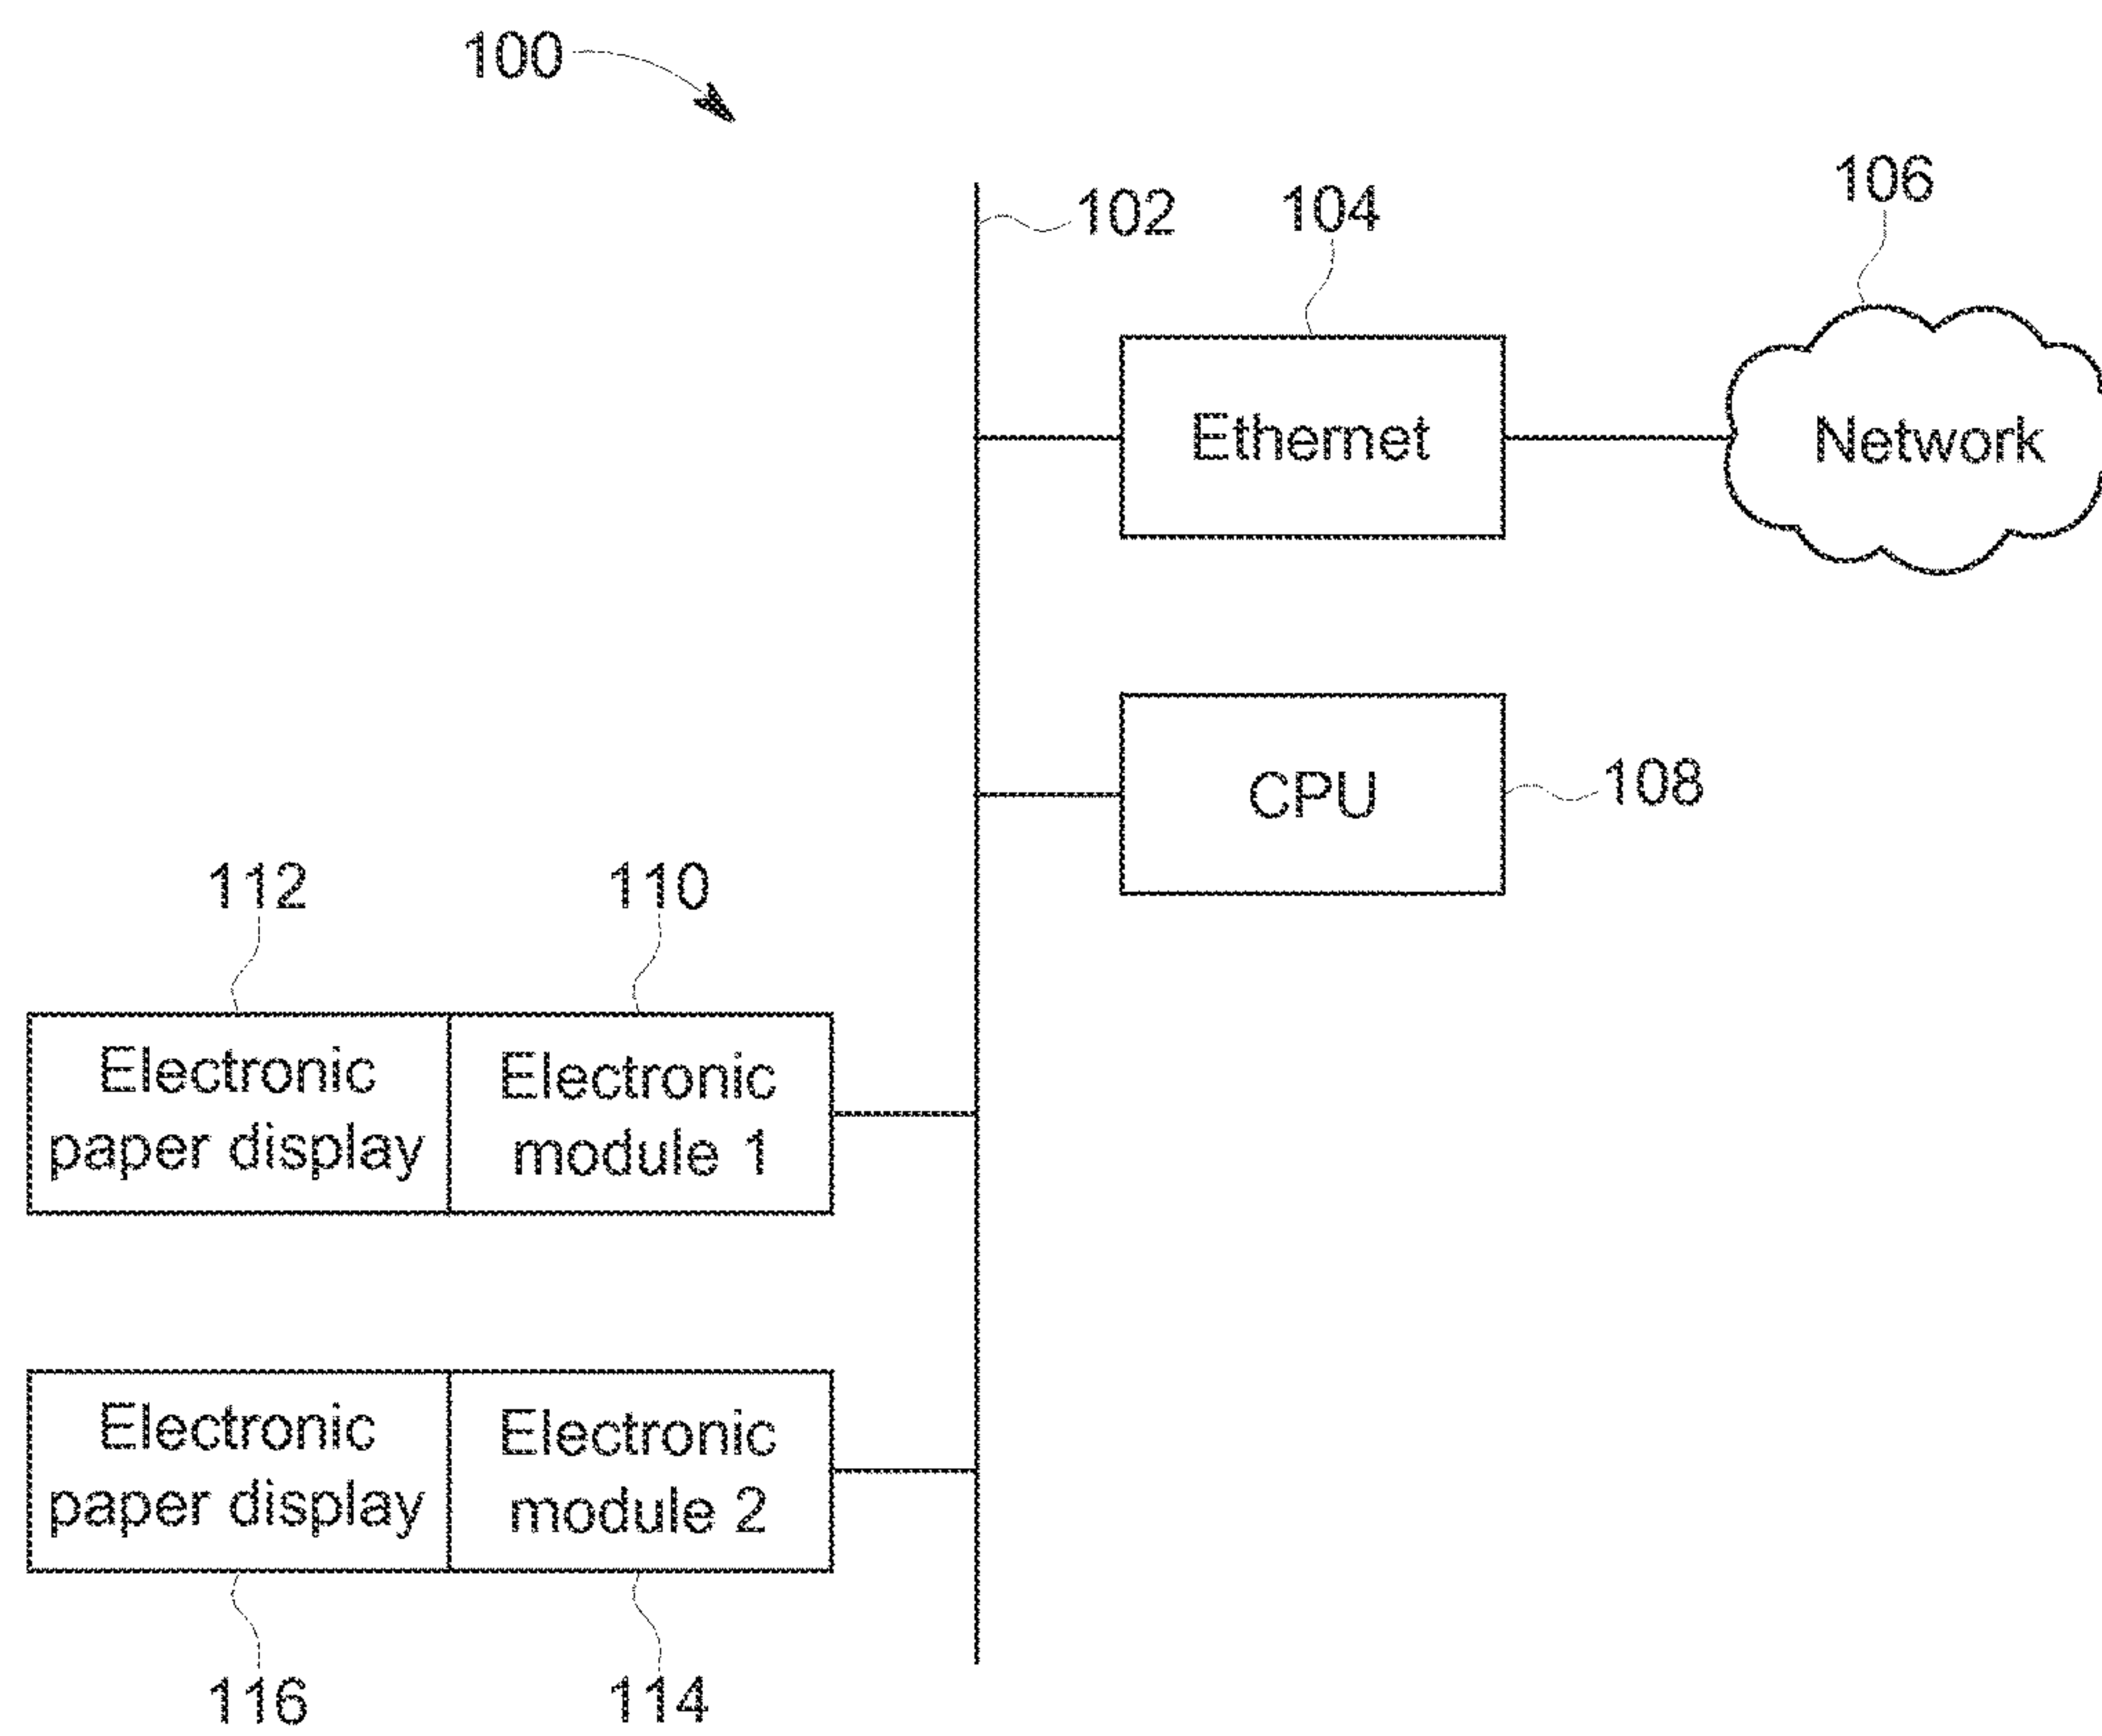 100
102
104
106
Ethernet
Network
CPU
108
112
110
Electronic
paper display
Electronic
module 1
Electronic
paper display
Electronic
module 2
116
114